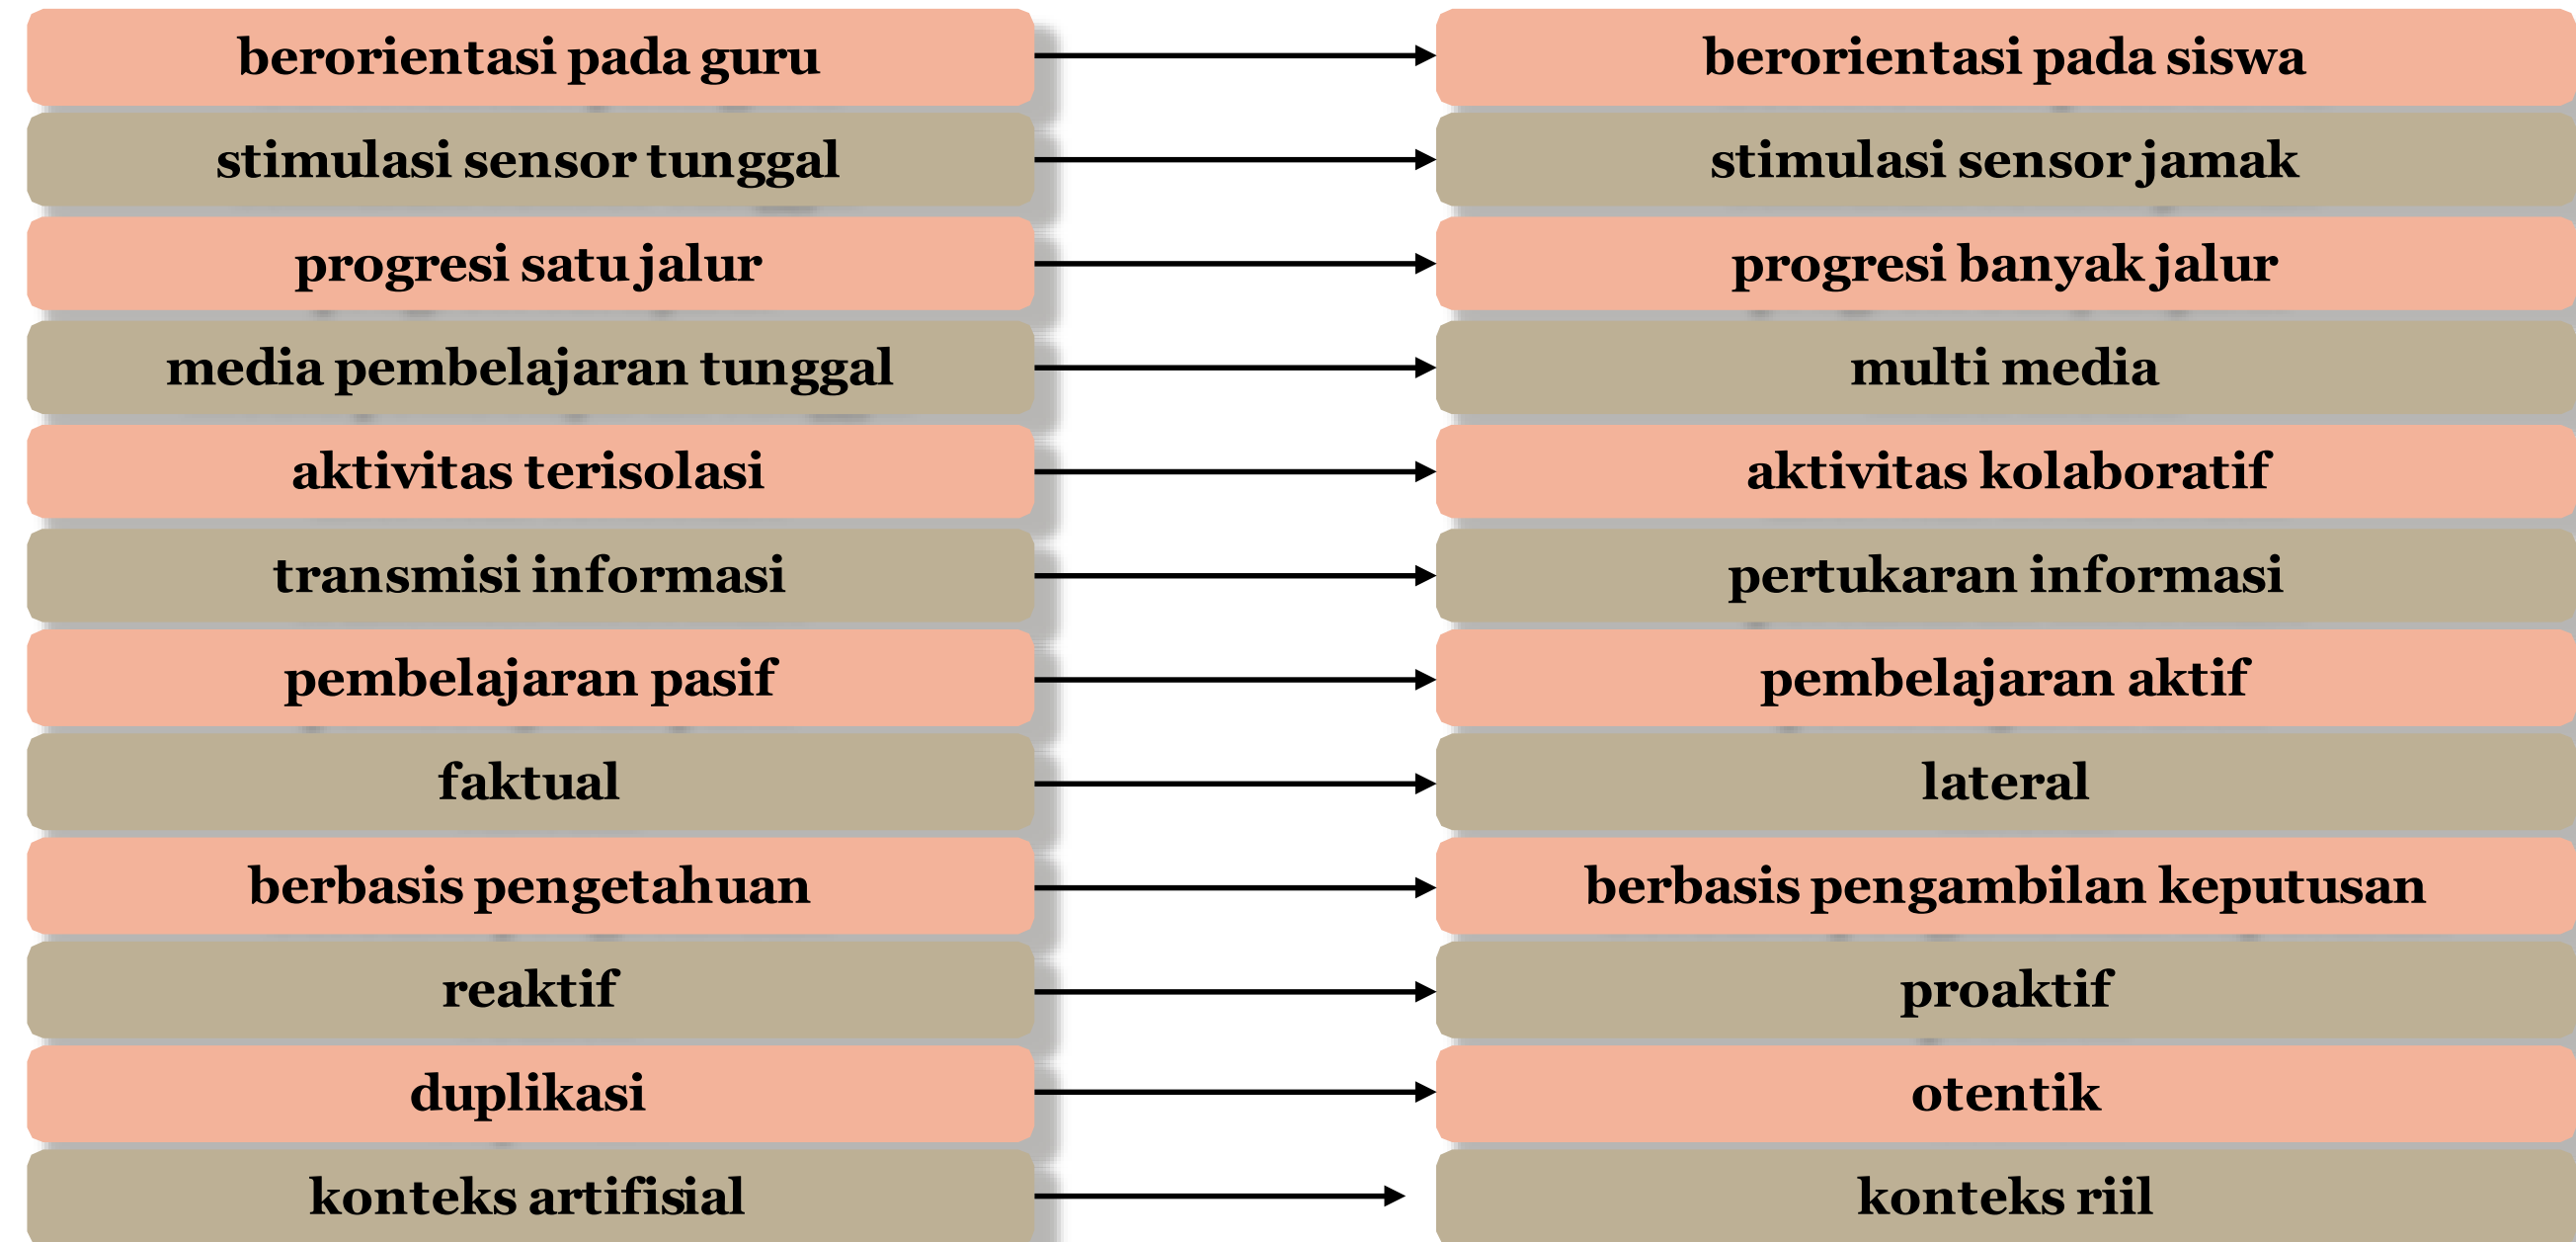 berorientasi pada guru
berorientasi pada siswa
stimulasi sensor tunggal
stimulasi sensor jamak
progresi satu jalur
progresi banyak jalur
media pembelajaran tunggal
multi media
aktivitas terisolasi
aktivitas kolaboratif
transmisi informasi
pertukaran informasi
pembelajaran pasif
pembelajaran aktif
faktual
lateral
berbasis pengetahuan
berbasis pengambilan keputusan
reaktif
proaktif
duplikasi
otentik
konteks artifisial
konteks riil